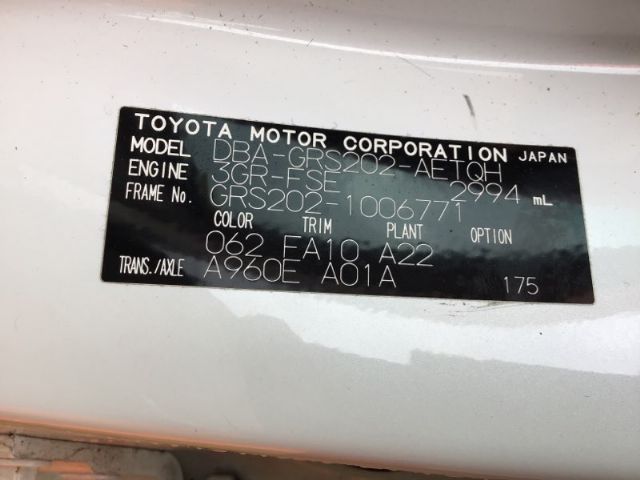 TOYOTA MOTOR CORPORATION JAPAN
MODEL DBA-GRS202-AETQH
ENGINE 3GR-FSE 2994 mL
FRAME No. GRS202-1006771
COLOR TRIM PLANT OPTION
062 FA10 A22
TRANS./AXLE A960E A01A
175